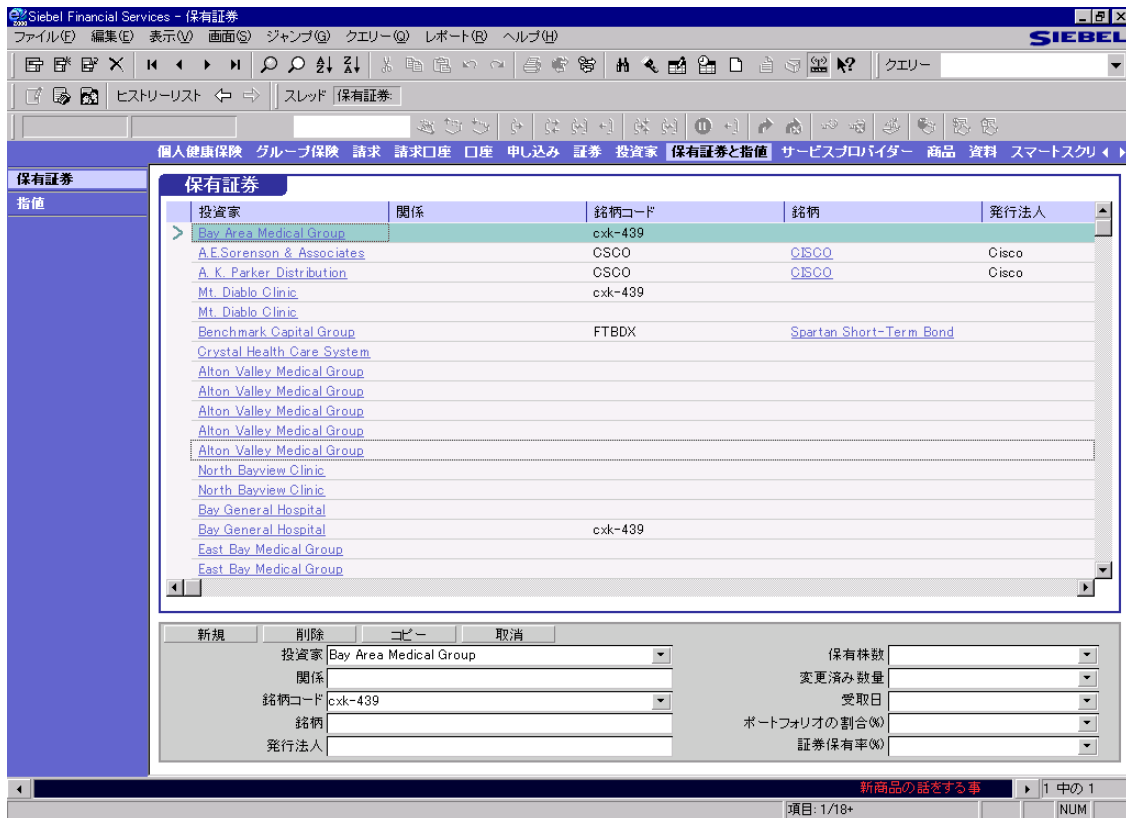 Siebel Financial Services - 保有証券
ファイル(F) 編集(E) 表示(V) 画面(S) ジャンプ(G) クエリー(Q) レポート(R) ヘルプ(H) SIEBEL
クエリー
ヒストリーリスト スレッド 保有証券:
個人健康保険 グループ保険 請求 請求口座 口座 申し込み 証券 投資家 保有証券と指値 サービスプロバイダー 商品 資料 スマートスクリ
保有証券
指値
保有証券
投資家 関係 銘柄コード 銘柄 発行法人
Bay Area Medical Group cxk-439
A.E.Sorenson & Associates CSCO CISCO Cisco
A. K. Parker Distribution CSCO CISCO Cisco
Mt. Diablo Clinic cxk-439
Mt. Diablo Clinic
Benchmark Capital Group FTBDX Spartan Short-Term Bond
Crystal Health Care System
Alton Valley Medical Group
Alton Valley Medical Group
Alton Valley Medical Group
Alton Valley Medical Group
Alton Valley Medical Group
North Bayview Clinic
North Bayview Clinic
Bay General Hospital
Bay General Hospital cxk-439
East Bay Medical Group
East Bay Medical Group
新規 削除 コピー 取消
投資家 Bay Area Medical Group 保有株数
関係 変更済み数量
銘柄コード cxk-439 受取日
銘柄 ポートフォリオの割合(%)
発行法人 証券保有率(%)
新商品の話をする事 1 中の 1
項目: 1/18+ NUM